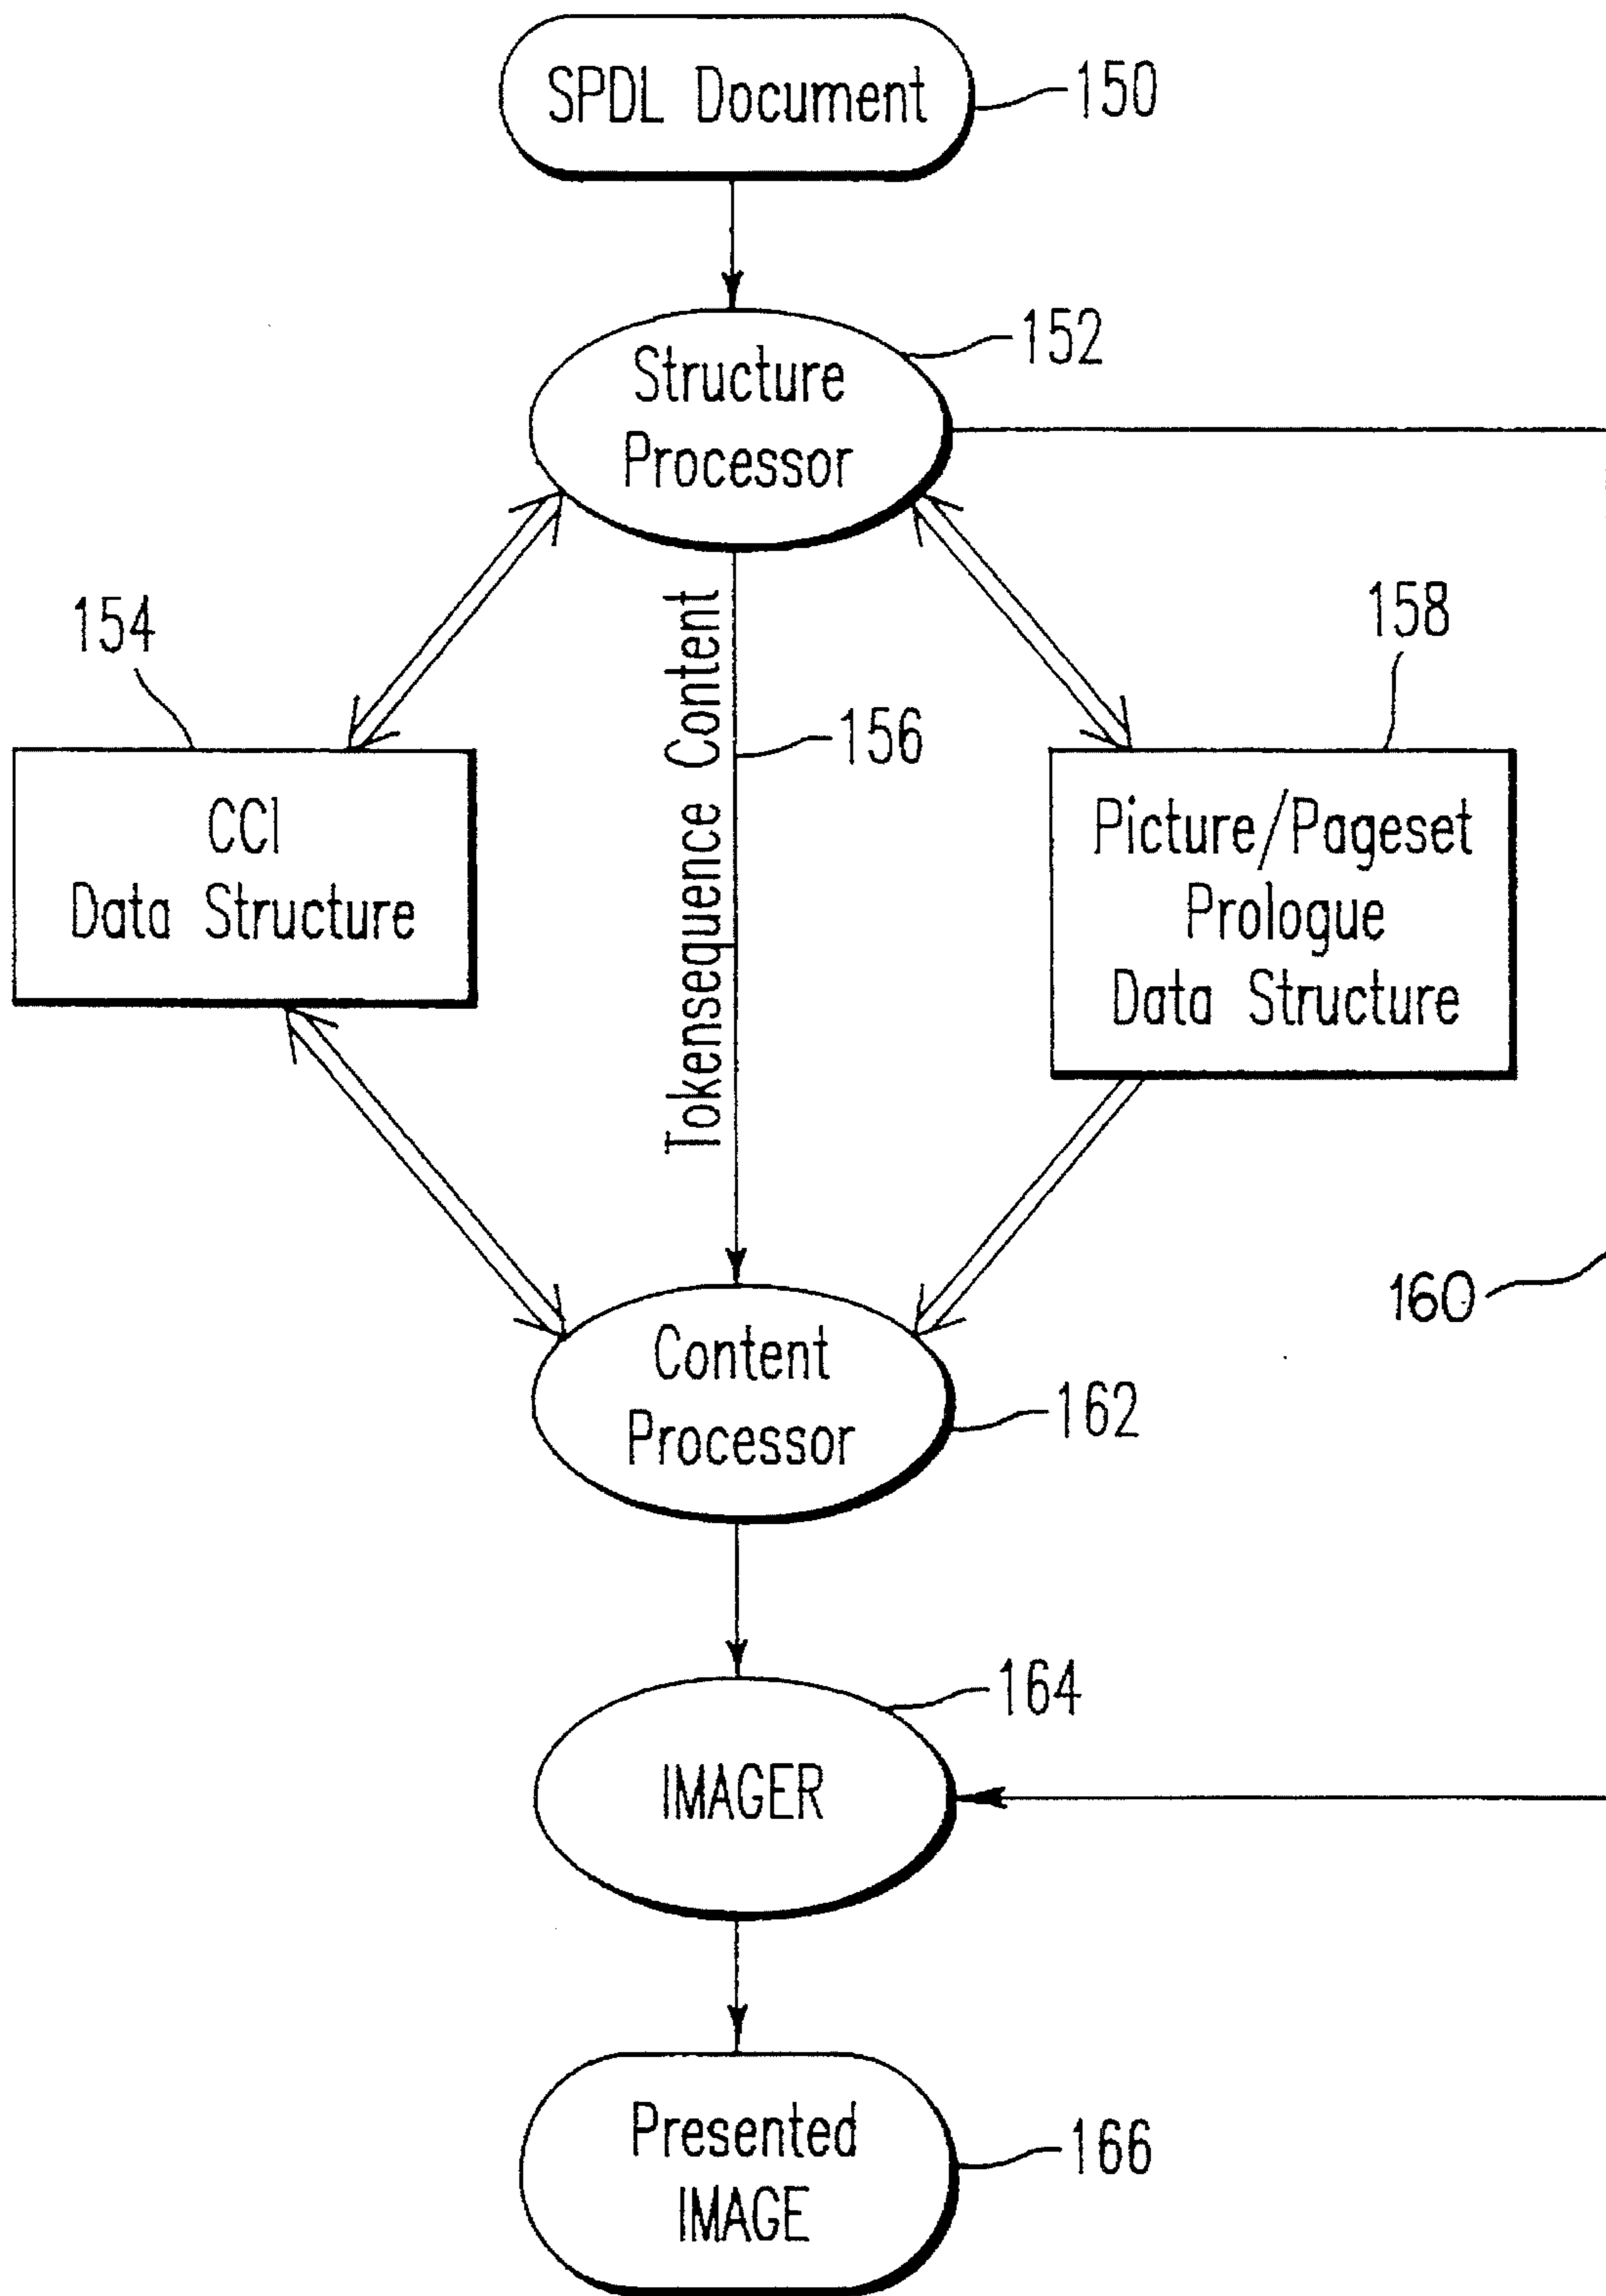 SPDL Document
150
Structure
Processor
152
154
CCI
Data Structure
Tokensequence Content
156
158
Picture/Pageset
Prologue
Data Structure
160
Content
Processor
162
IMAGER
164
Presented
IMAGE
166